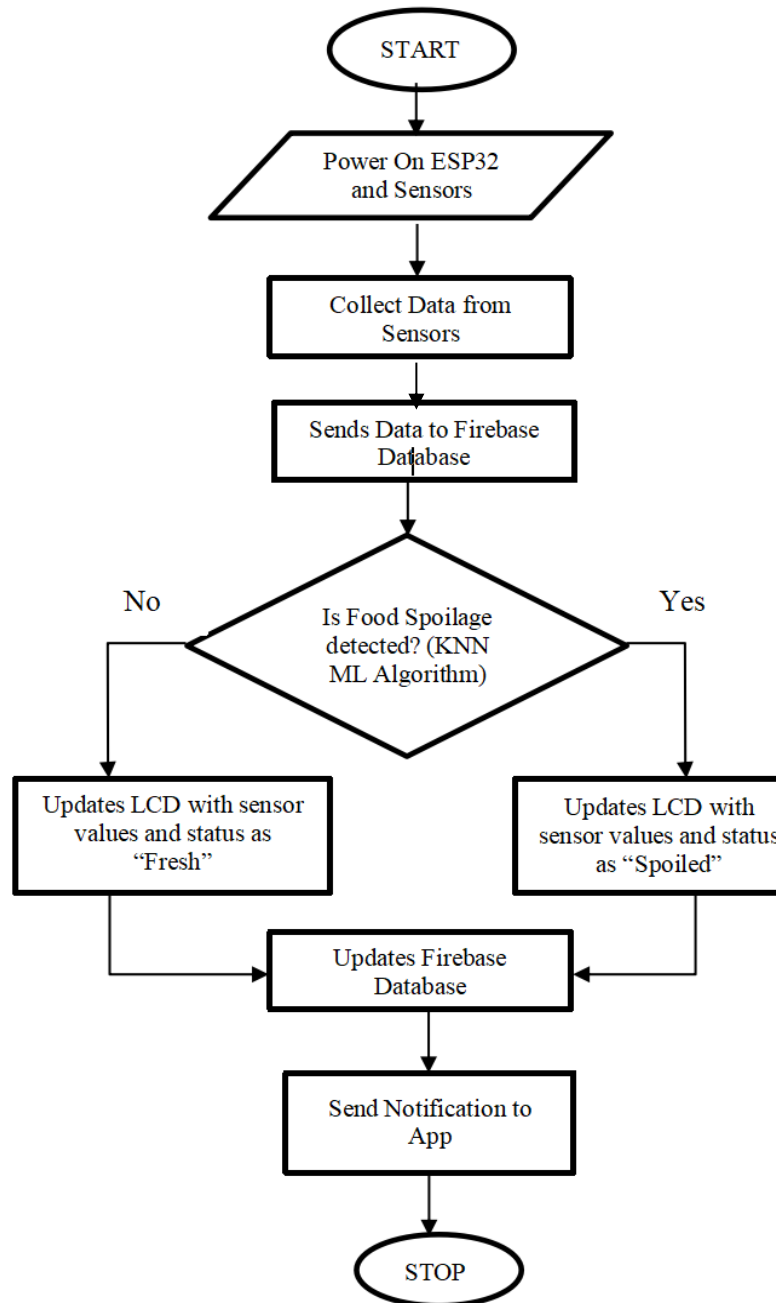 START
Power On ESP32
and Sensors
Collect Data from
Sensors
Sends Data to Firebase
Database
No
Yes
Is Food Spoilage
detected? (KNN
ML Algorithm)
Updates LCD with sensor
values and status as
“Fresh”
Updates LCD with
sensor values and status
as “Spoiled”
Updates Firebase
Database
Send Notification to
App
STOP